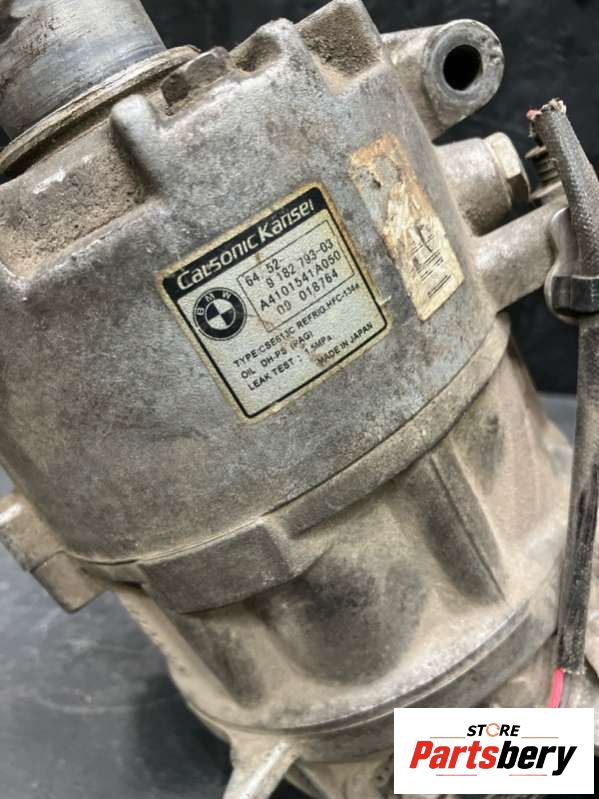 Calsonic Kansei
BMW
64. 52-
9 182 793-03
A4101541A050
09 018764
TYPE:CSE613C REFRIG.HFC-134a
OIL DH-PS (PAG)
LEAK TEST : 1.5MPa
MADE IN JAPAN
STORE
Partsbery